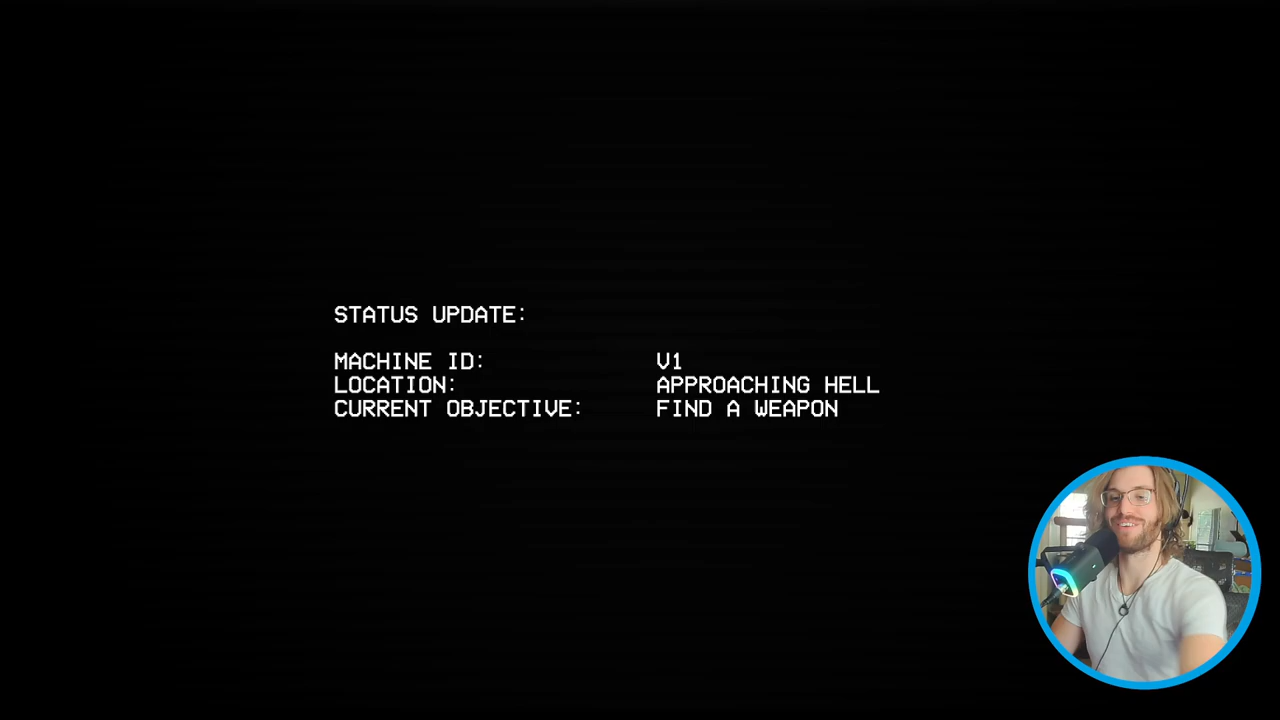 STATUS UPDATE:
MACHINE ID: V1
LOCATION: APPROACHING HELL
CURRENT OBJECTIVE: FIND A WEAPON